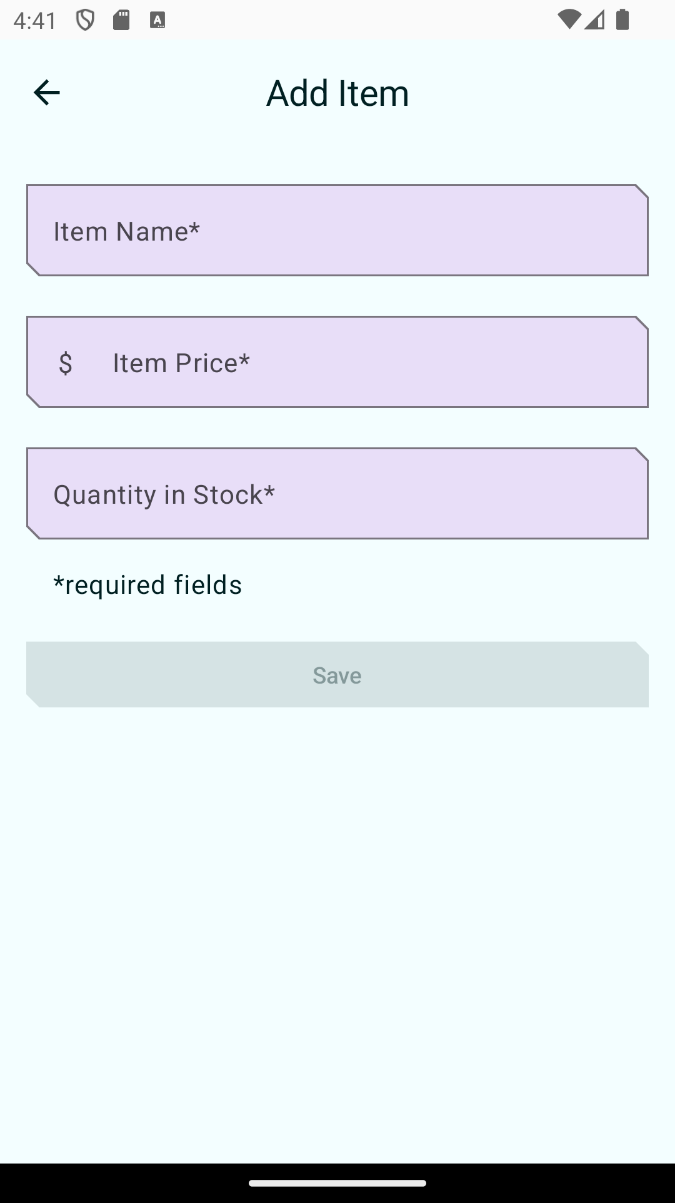 4:41
Add Item
Item Name*
$ Item Price*
Quantity in Stock*
*required fields
Save